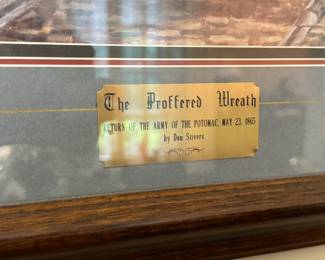 The Proffered Wreath
RETURN OF THE ARMY OF THE POTOMAC, MAY 23, 1865
by Don Stivers